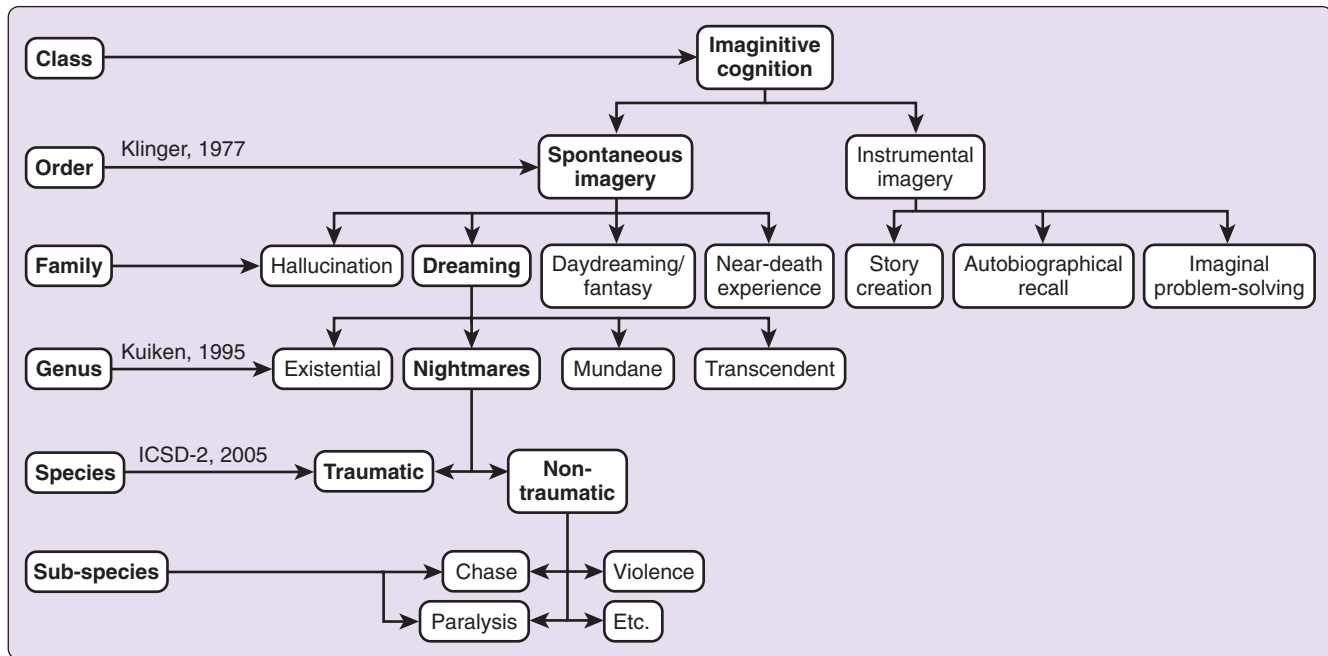 Class
Imaginitive
cognition
Klinger, 1977
Order
Spontaneous
imagery
Instrumental
imagery
Family
Hallucination
Dreaming
Daydreaming/
fantasy
Near-death
experience
Story
creation
Autobiographical
recall
Imaginal
problem-solving
Kuiken, 1995
Genus
Existential
Nightmares
Mundane
Transcendent
ICSD-2, 2005
Species
Traumatic
Non-
traumatic
Sub-species
Chase
Violence
Paralysis
Etc.